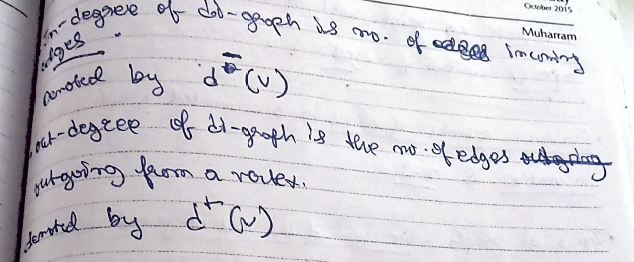 October 2015
Muharram
in-degree of di-graph is no. of edges incoming
edges.
denoted by d⁻(v)
out-degree of di-graph is the no. of edges outgoing
outgoing from a vertex.
denoted by d⁺(v)